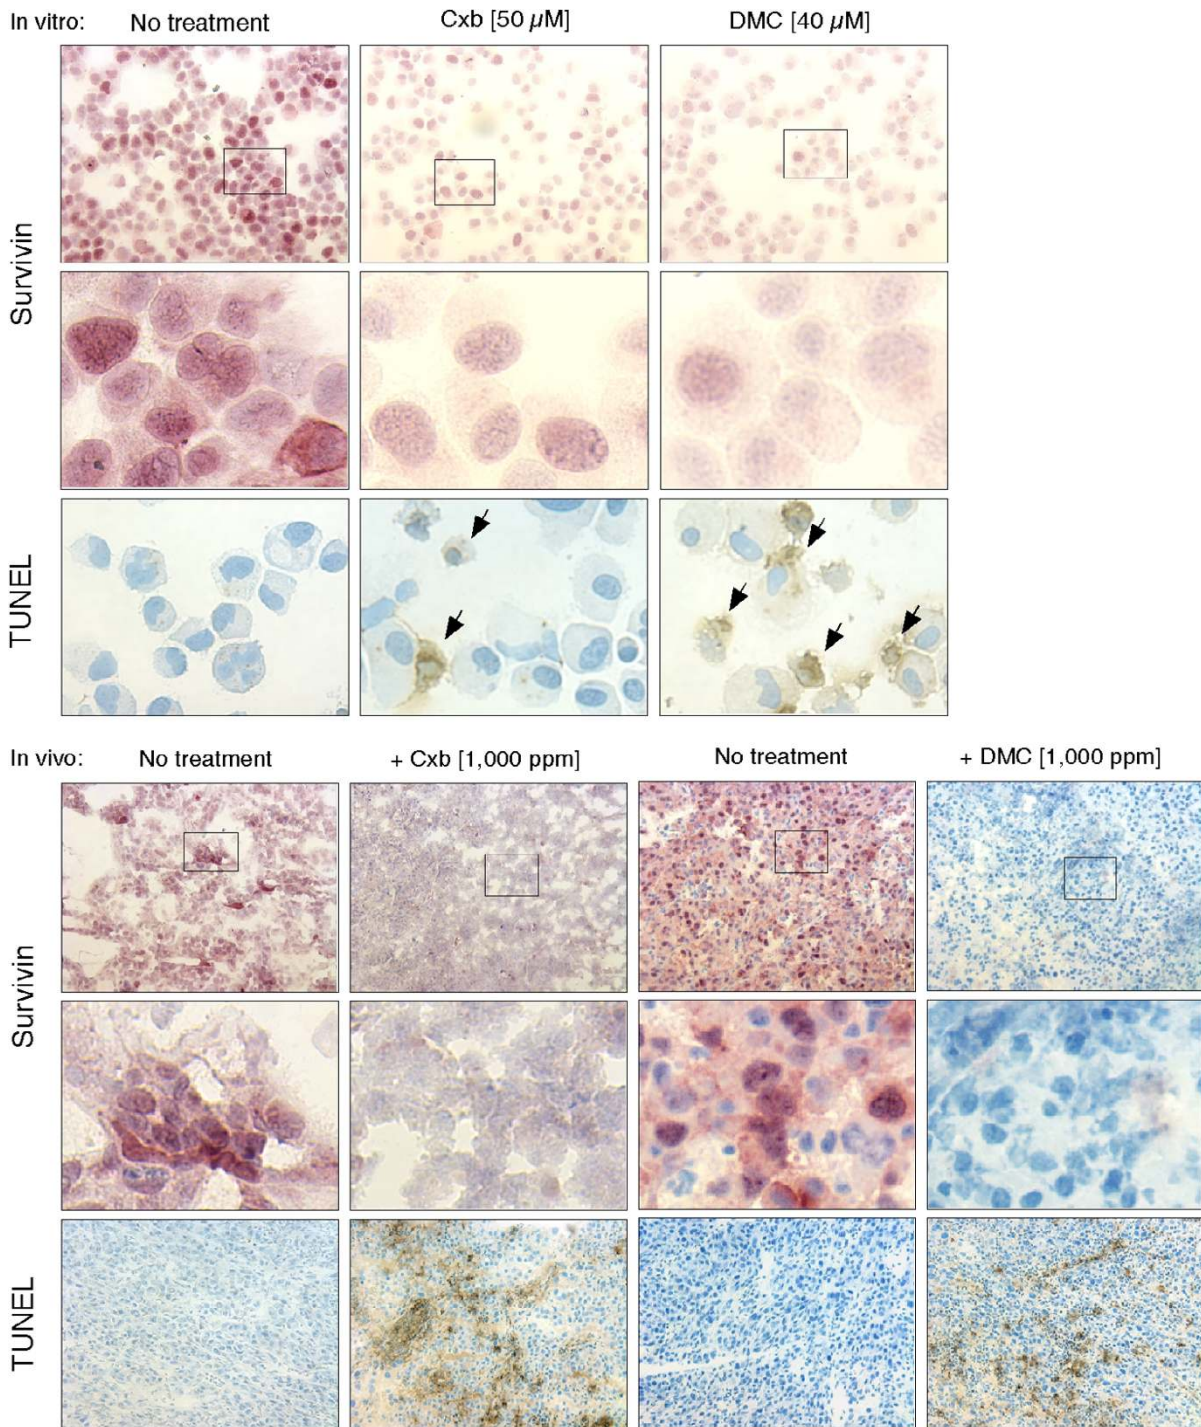 In vitro: No treatment Cxb [50 µM] DMC [40 µM]
Survivin
TUNEL
In vivo: No treatment + Cxb [1,000 ppm] No treatment + DMC [1,000 ppm]
Survivin
TUNEL